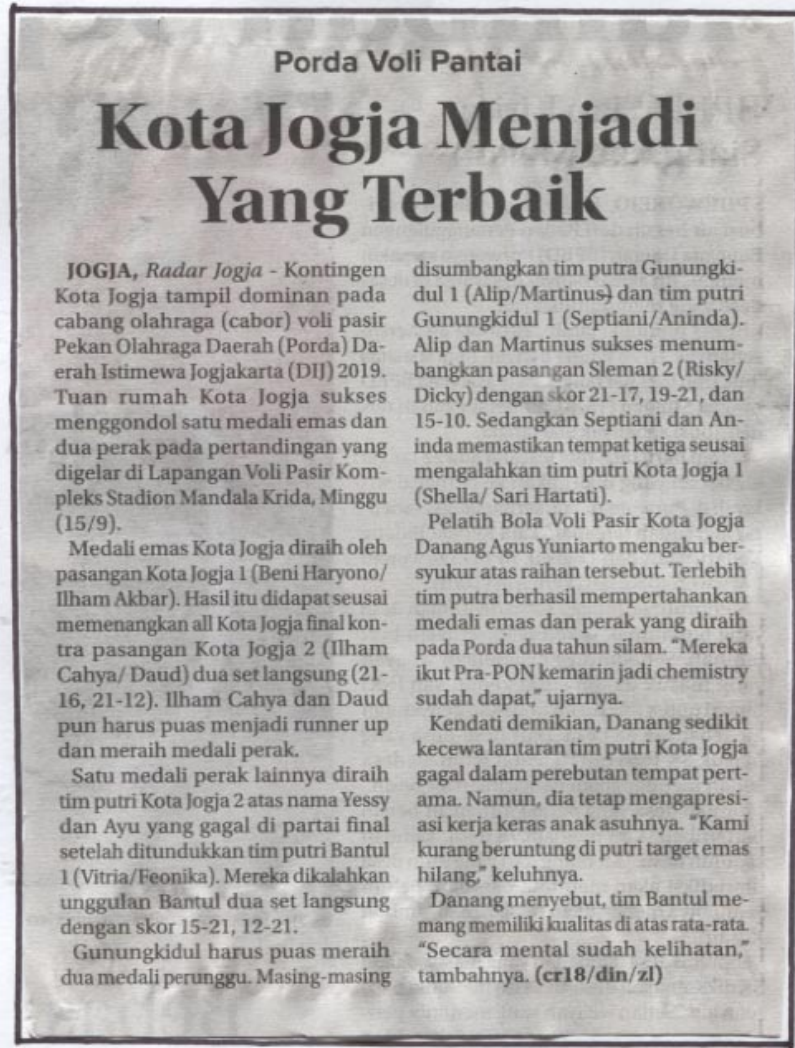 Porda Voli Pantai
Kota Jogja Menjadi
Yang Terbaik
JOGJA, Radar Jogja - Kontingen
Kota Jogja tampil dominan pada
cabang olahraga (cabor) voli pasir
Pekan Olahraga Daerah (Porda) Da-
erah Istimewa Jogjakarta (DIJ) 2019.
Tuan rumah Kota Jogja sukses
menggondol satu medali emas dan
dua perak pada pertandingan yang
digelar di Lapangan Voli Pasir Kom-
pleks Stadion Mandala Krida, Minggu
(15/9).
Medali emas Kota Jogja diraih oleh
pasangan Kota Jogja 1 (Beni Haryono/
Ilham Akbar). Hasil itu didapat seusai
memenangkan all Kota Jogja final kon-
tra pasangan Kota Jogja 2 (Ilham
Cahya/ Daud) dua set langsung (21-
16, 21-12). Ilham Cahya dan Daud
pun harus puas menjadi runner up
dan meraih medali perak.
Satu medali perak lainnya diraih
tim putri Kota Jogja 2 atas nama Yessy
dan Ayu yang gagal di partai final
setelah ditundukkan tim putri Bantul
1 (Vitria/Feonika). Mereka dikalahkan
unggulan Bantul dua set langsung
dengan skor 15-21, 12-21.
Gunungkidul harus puas meraih
dua medali perunggu. Masing-masing
disumbangkan tim putra Gunungki-
dul 1 (Alip/Martinus) dan tim putri
Gunungkidul 1 (Septiani/Aninda).
Alip dan Martinus sukses menum-
bangkan pasangan Sleman 2 (Risky/
Dicky) dengan skor 21-17, 19-21, dan
15-10. Sedangkan Septiani dan An-
inda memastikan tempat ketiga seusai
mengalahkan tim putri Kota Jogja 1
(Shella/ Sari Hartati).
Pelatih Bola Voli Pasir Kota Jogja
Danang Agus Yuniarto mengaku ber-
syukur atas raihan tersebut. Terlebih
tim putra berhasil mempertahankan
medali emas dan perak yang diraih
pada Porda dua tahun silam. "Mereka
ikut Pra-PON kemarin jadi chemistry
sudah dapat," ujarnya.
Kendati demikian, Danang sedikit
kecewa lantaran tim putri Kota Jogja
gagal dalam perebutan tempat pert-
ama. Namun, dia tetap mengapresi-
asi kerja keras anak asuhnya. "Kami
kurang beruntung di putri target emas
hilang," keluhnya.
Danang menyebut, tim Bantul me-
mang memiliki kualitas di atas rata-rata.
"Secara mental sudah kelihatan,"
tambahnya. (cr18/din/zl)